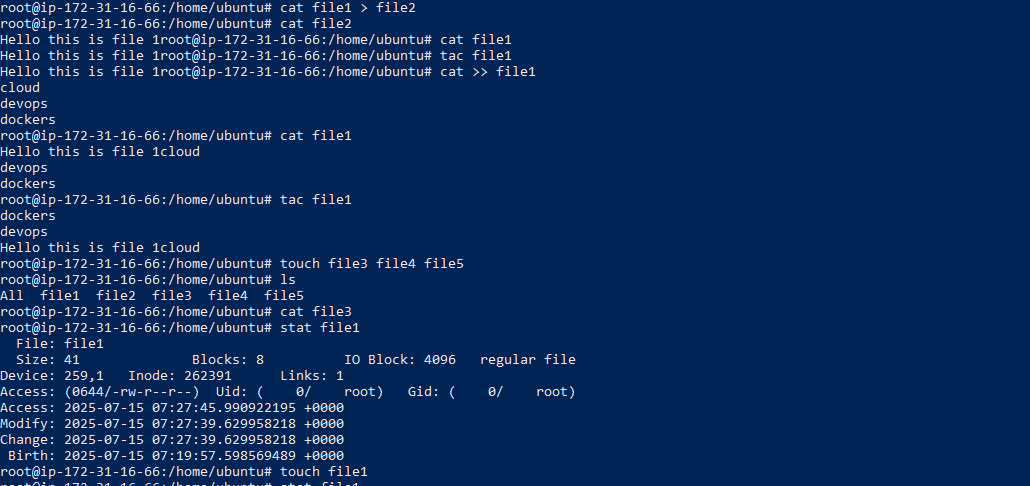 root@ip-172-31-16-66:/home/ubuntu# cat file1 > file2
root@ip-172-31-16-66:/home/ubuntu# cat file2
Hello this is file 1root@ip-172-31-16-66:/home/ubuntu# cat file1
Hello this is file 1root@ip-172-31-16-66:/home/ubuntu# tac file1
Hello this is file 1root@ip-172-31-16-66:/home/ubuntu# cat >> file1
cloud
devops
dockers
root@ip-172-31-16-66:/home/ubuntu# cat file1
Hello this is file 1cloud
devops
dockers
root@ip-172-31-16-66:/home/ubuntu# tac file1
dockers
devops
Hello this is file 1cloud
root@ip-172-31-16-66:/home/ubuntu# touch file3 file4 file5
root@ip-172-31-16-66:/home/ubuntu# ls
All  file1  file2  file3  file4  file5
root@ip-172-31-16-66:/home/ubuntu# cat file3
root@ip-172-31-16-66:/home/ubuntu# stat file1
  File: file1
  Size: 41              Blocks: 8          IO Block: 4096   regular file
Device: 259,1   Inode: 262391      Links: 1
Access: (0644/-rw-r--r--)  Uid: (    0/    root)   Gid: (    0/    root)
Access: 2025-07-15 07:27:45.990922195 +0000
Modify: 2025-07-15 07:27:39.629958218 +0000
Change: 2025-07-15 07:27:39.629958218 +0000
 Birth: 2025-07-15 07:19:57.598569489 +0000
root@ip-172-31-16-66:/home/ubuntu# touch file1